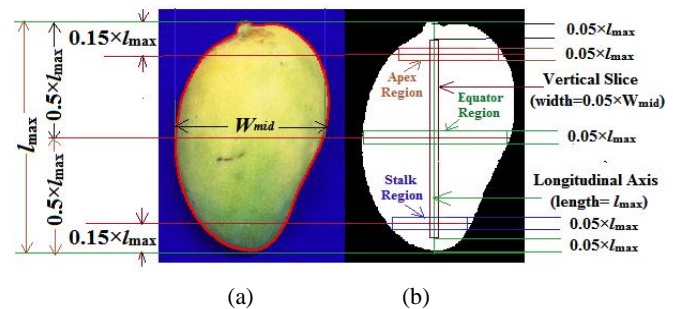 0.15×lmax
0.5×lmax
lmax
0.5×lmax
0.15×lmax
Wmid
Apex
Region
Equator
Region
Stalk
Region
0.05×lmax
0.05×lmax
Vertical Slice
(width=0.05×Wmid)
0.05×lmax
Longitudinal Axis
(length= lmax)
0.05×lmax
0.05×lmax
(a)
(b)